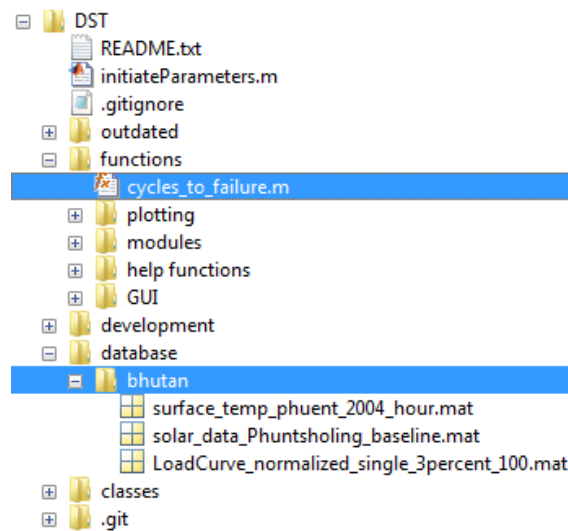 DST
README.txt
initiateParameters.m
.gitignore
outdated
functions
cycles_to_failure.m
plotting
modules
help functions
GUI
development
database
bhutan
surface_temp_phuent_2004_hour.mat
solar_data_Phuntsholing_baseline.mat
LoadCurve_normalized_single_3percent_100.mat
classes
.git